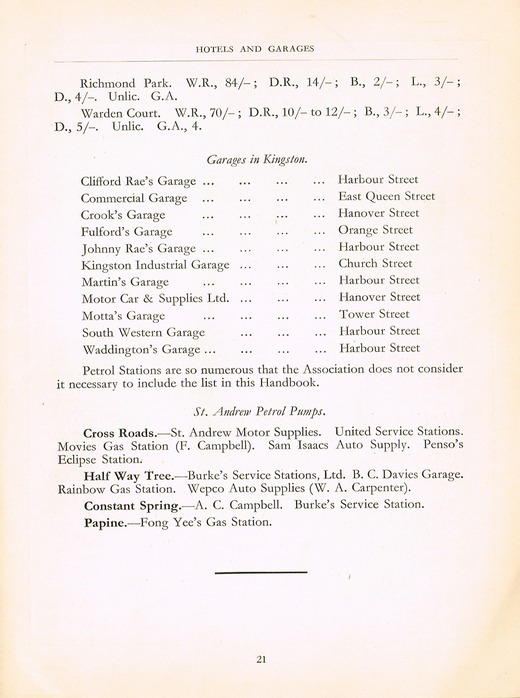 HOTELS AND GARAGES
Richmond Park. W.R., 84/–; D.R., 14/–; B., 2/–; L., 3/–;
D., 4/–. Unlic. G.A.
Warden Court. W.R., 70/–; D.R., 10/– to 12/–; B., 3/–; L., 4/–;
D., 5/–. Unlic. G.A., 4.
Garages in Kingston.
Clifford Rae's Garage ... ... ... ... Harbour Street
Commercial Garage ... ... ... ... East Queen Street
Crook's Garage ... ... ... ... Hanover Street
Fulford's Garage ... ... ... ... Orange Street
Johnny Rae's Garage ... ... ... ... Harbour Street
Kingston Industrial Garage ... ... ... Church Street
Martin's Garage ... ... ... ... Harbour Street
Motor Car & Supplies Ltd. ... ... ... Hanover Street
Motta's Garage ... ... ... ... Tower Street
South Western Garage ... ... ... Harbour Street
Waddington's Garage ... ... ... ... Harbour Street
Petrol Stations are so numerous that the Association does not consider
it necessary to include the list in this Handbook.
St. Andrew Petrol Pumps.
Cross Roads.—St. Andrew Motor Supplies. United Service Stations.
Movies Gas Station (F. Campbell). Sam Isaacs Auto Supply. Penso's
Eclipse Station.
Half Way Tree.—Burke's Service Stations, Ltd. B. C. Davies Garage.
Rainbow Gas Station. Wepco Auto Supplies (W. A. Carpenter).
Constant Spring.—A. C. Campbell. Burke's Service Station.
Papine.—Fong Yee's Gas Station.
21